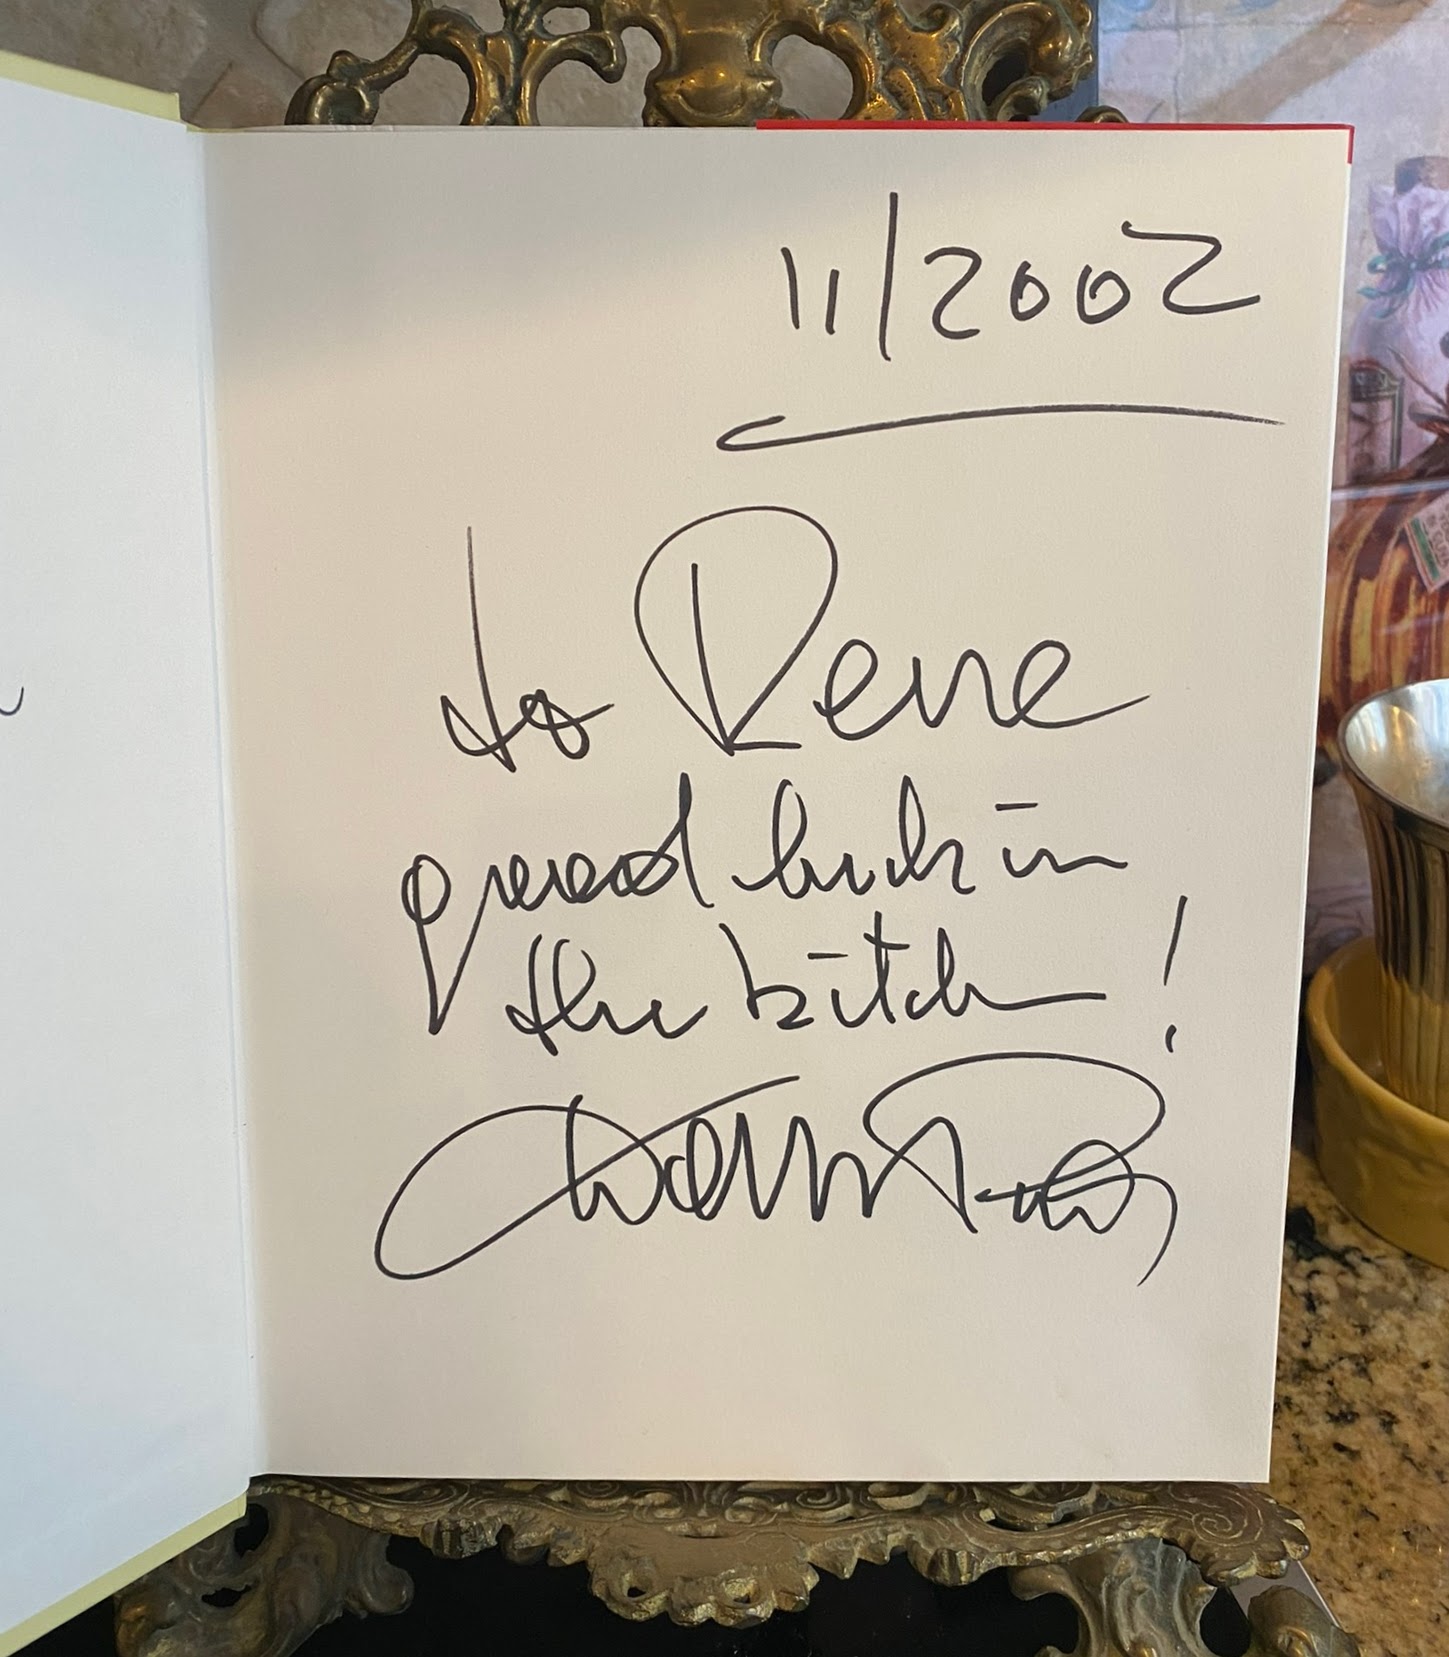 11/2002
to Rene
good luck in
the kitchen!